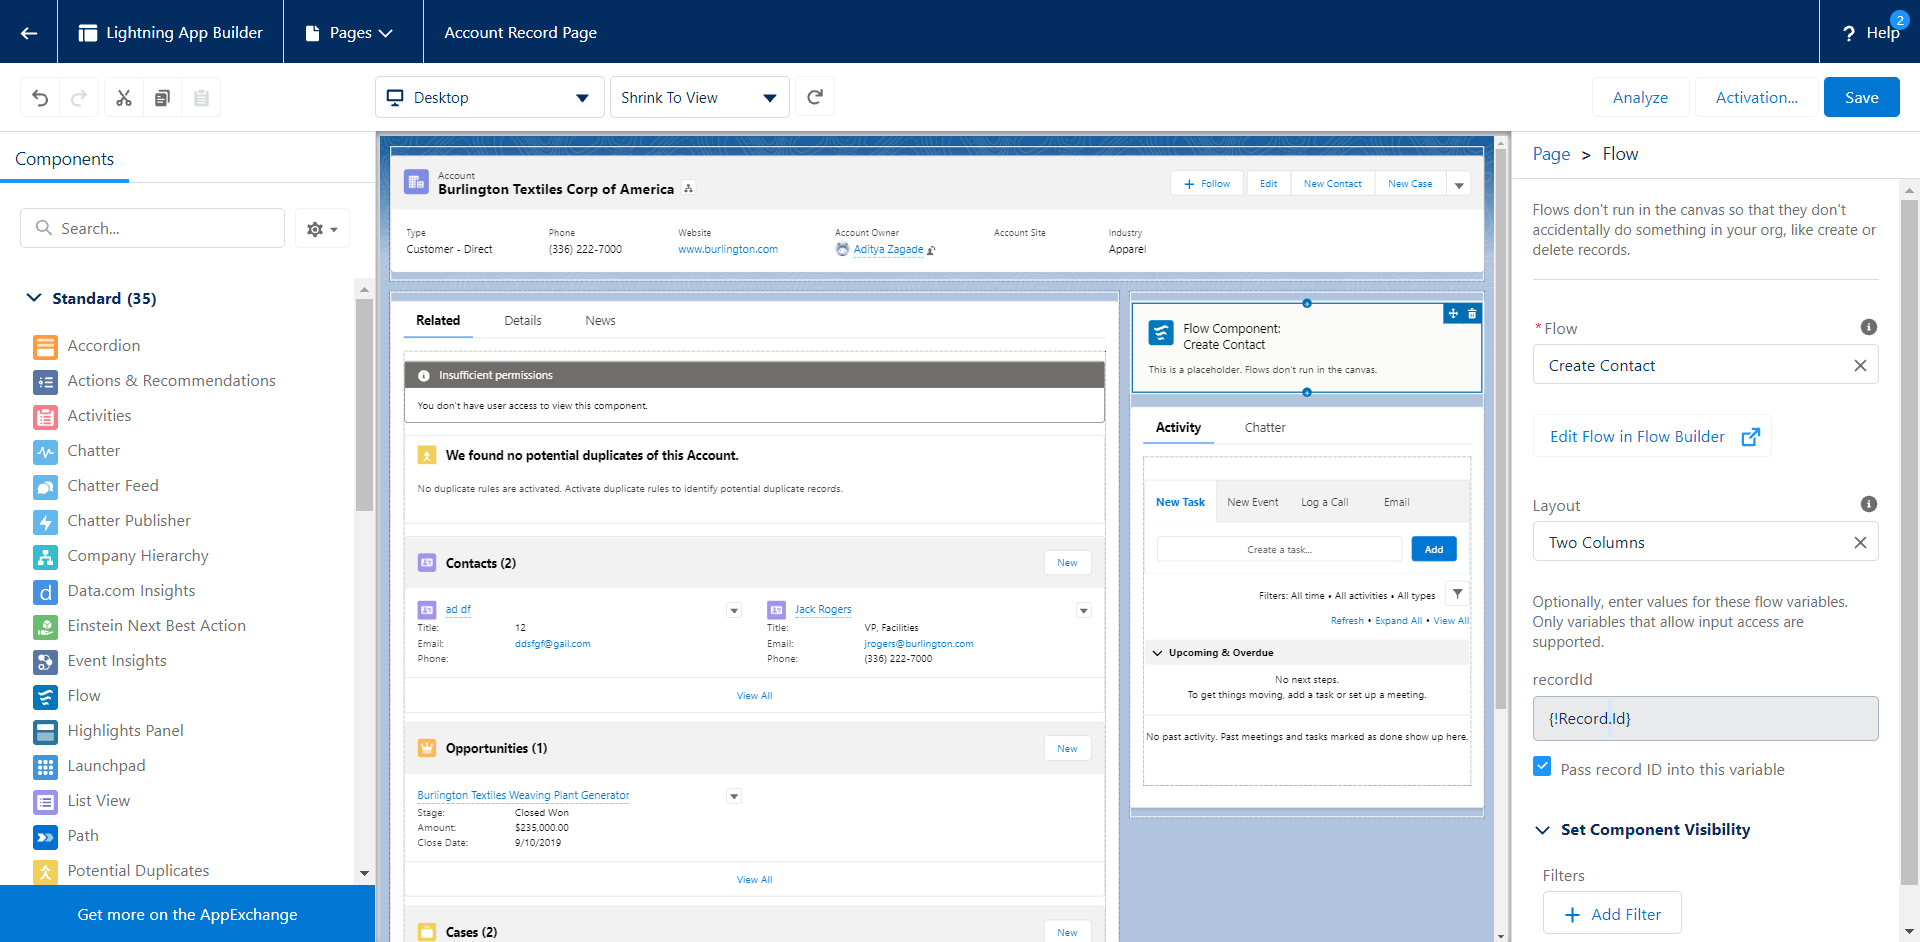 Lightning App Builder
Pages
Account Record Page
? Help
2
Desktop
Shrink To View
Analyze
Activation...
Save
Components
Search...
Standard (35)
Accordion
Actions & Recommendations
Activities
Chatter
Chatter Feed
Chatter Publisher
Company Hierarchy
Data.com Insights
Einstein Next Best Action
Event Insights
Flow
Highlights Panel
Launchpad
List View
Path
Potential Duplicates
Get more on the AppExchange
Account
Burlington Textiles Corp of America
+ Follow
Edit
New Contact
New Case
Type
Customer - Direct
Phone
(336) 222-7000
Website
www.burlington.com
Account Owner
Aditya Zagade
Account Site
Industry
Apparel
Related
Details
News
Insufficient permissions
You don't have user access to view this component.
We found no potential duplicates of this Account.
No duplicate rules are activated. Activate duplicate rules to identify potential duplicate records.
Contacts (2)
New
ad df
Title: 12
Email: ddsfgf@gail.com
Phone:
Jack Rogers
Title: VP, Facilities
Email: jrogers@burlington.com
Phone: (336) 222-7000
View All
Opportunities (1)
New
Burlington Textiles Weaving Plant Generator
Stage: Closed Won
Amount: $235,000.00
Close Date: 9/10/2019
View All
Cases (2)
New
Flow Component:
Create Contact
This is a placeholder. Flows don't run in the canvas.
Activity
Chatter
New Task
New Event
Log a Call
Email
Create a task...
Add
Filters: All time • All activities • All types
Refresh • Expand All • View All
Upcoming & Overdue
No next steps.
To get things moving, add a task or set up a meeting.
No past activity. Past meetings and tasks marked as done show up here.
Page > Flow
Flows don't run in the canvas so that they don't
accidentally do something in your org, like create or
delete records.
* Flow
Create Contact
Edit Flow in Flow Builder
Layout
Two Columns
Optionally, enter values for these flow variables.
Only variables that allow input access are
supported.
recordId
{!Record.Id}
Pass record ID into this variable
Set Component Visibility
Filters
+ Add Filter